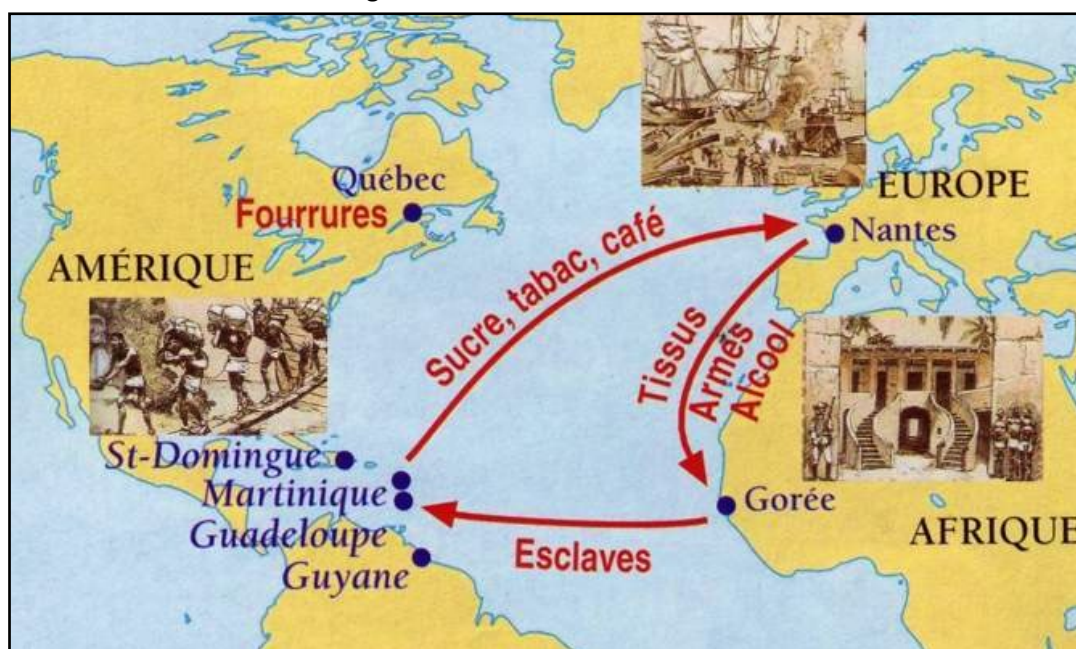 Québec
Fourrures
AMÉRIQUE
EUROPE
Nantes
Sucre, tabac, café
Tissus
Armes
Alcool
St-Domingue
Martinique
Guadeloupe
Guyane
Gorée
Esclaves
AFRIQUE